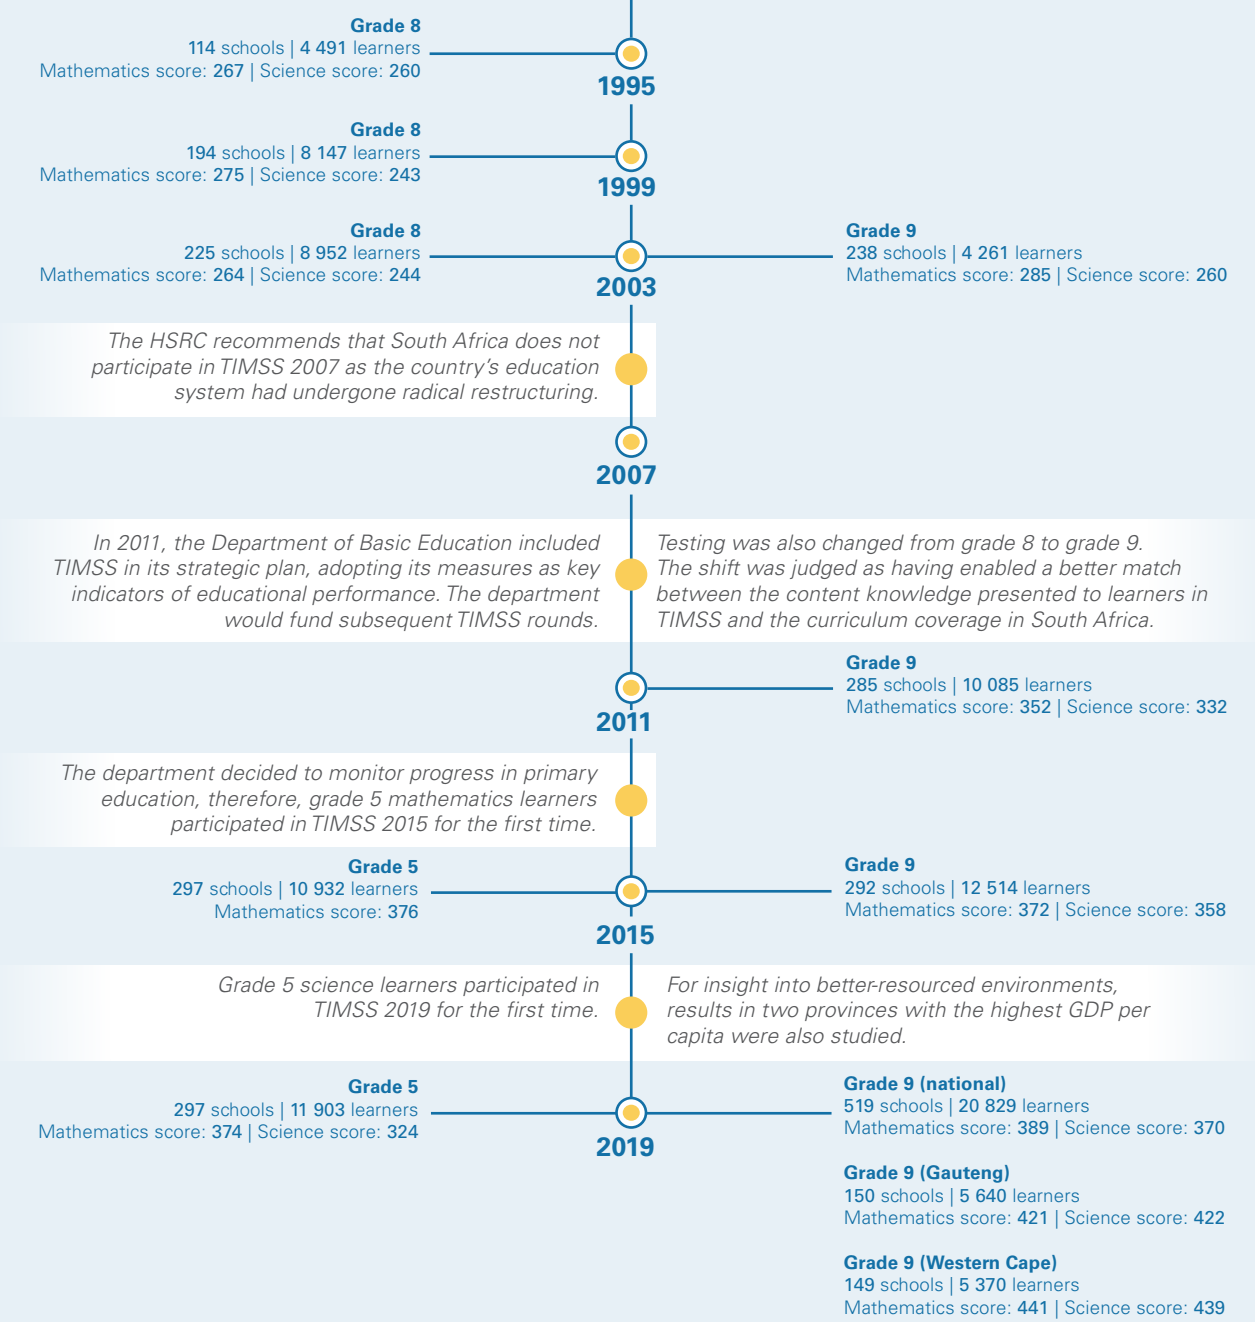 Grade 8
114 schools | 4 491 learners
Mathematics score: 267 | Science score: 260
1995
Grade 8
194 schools | 8 147 learners
Mathematics score: 275 | Science score: 243
1999
Grade 8
225 schools | 8 952 learners
Mathematics score: 264 | Science score: 244
Grade 9
238 schools | 4 261 learners
Mathematics score: 285 | Science score: 260
2003
The HSRC recommends that South Africa does not
participate in TIMSS 2007 as the country's education
system had undergone radical restructuring.
2007
In 2011, the Department of Basic Education included
TIMSS in its strategic plan, adopting its measures as key
indicators of educational performance. The department
would fund subsequent TIMSS rounds.
Testing was also changed from grade 8 to grade 9.
The shift was judged as having enabled a better match
between the content knowledge presented to learners in
TIMSS and the curriculum coverage in South Africa.
Grade 9
285 schools | 10 085 learners
Mathematics score: 352 | Science score: 332
2011
The department decided to monitor progress in primary
education, therefore, grade 5 mathematics learners
participated in TIMSS 2015 for the first time.
Grade 5
297 schools | 10 932 learners
Mathematics score: 376
Grade 9
292 schools | 12 514 learners
Mathematics score: 372 | Science score: 358
2015
Grade 5 science learners participated in
TIMSS 2019 for the first time.
For insight into better-resourced environments,
results in two provinces with the highest GDP per
capita were also studied.
Grade 5
297 schools | 11 903 learners
Mathematics score: 374 | Science score: 324
2019
Grade 9 (national)
519 schools | 20 829 learners
Mathematics score: 389 | Science score: 370
Grade 9 (Gauteng)
150 schools | 5 640 learners
Mathematics score: 421 | Science score: 422
Grade 9 (Western Cape)
149 schools | 5 370 learners
Mathematics score: 441 | Science score: 439